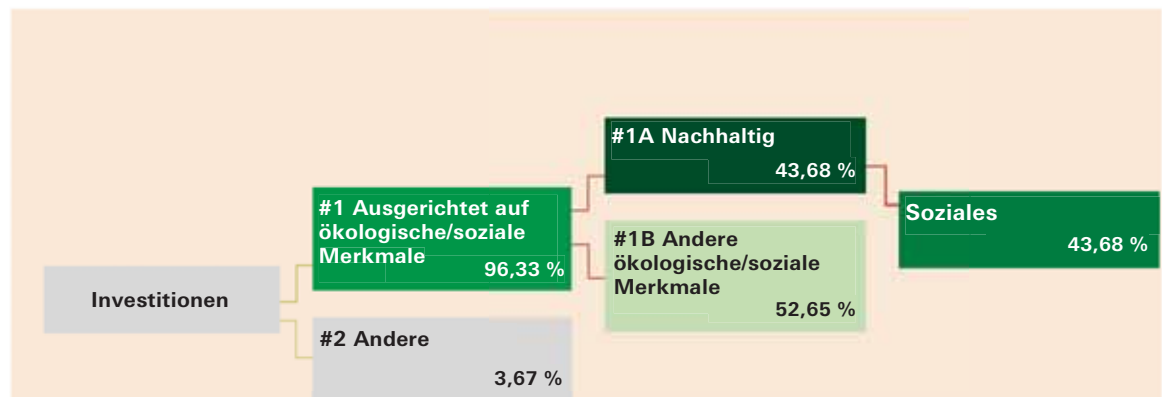 Investitionen
#1 Ausgerichtet auf
ökologische/soziale
Merkmale
96,33 %
#2 Andere
3,67 %
#1A Nachhaltig
43,68 %
#1B Andere
ökologische/soziale
Merkmale
52,65 %
Soziales
43,68 %